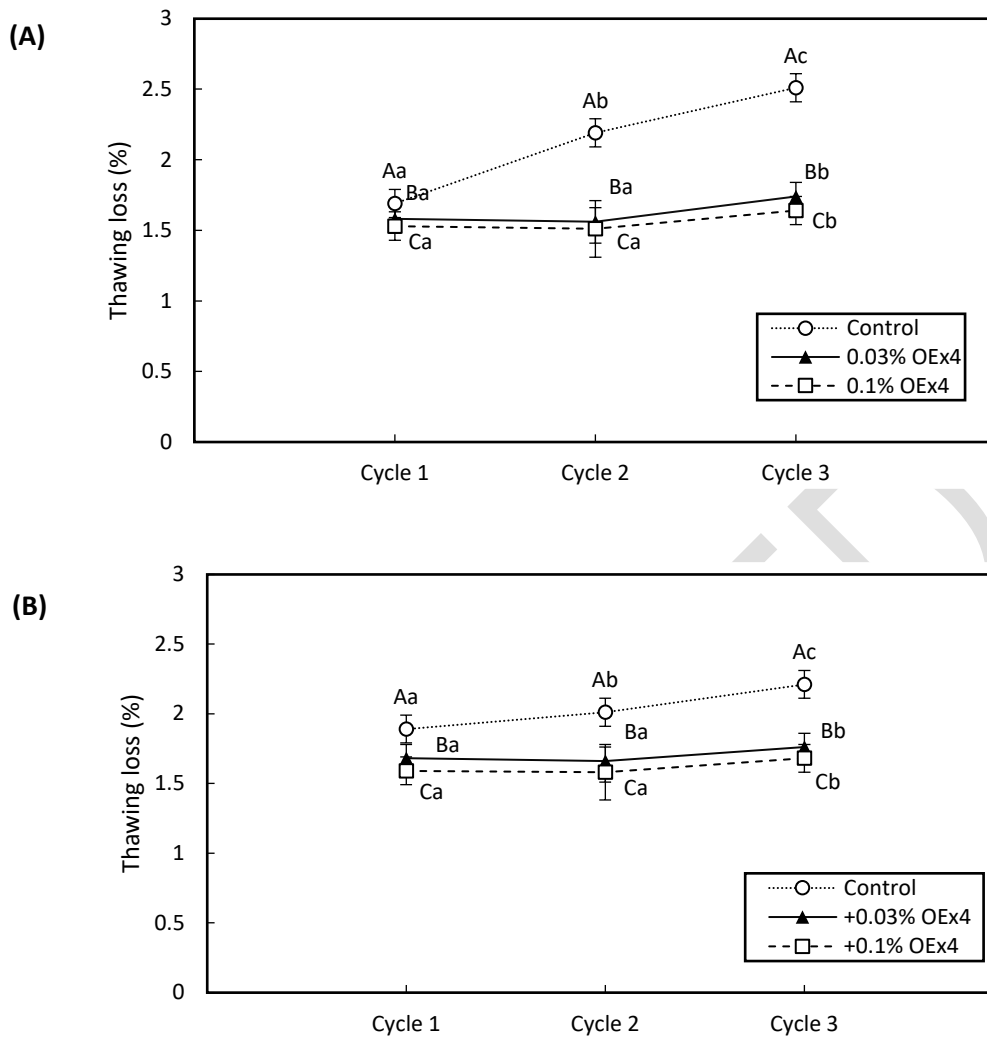 (A)
3
2.5
2
1.5
1
0.5
0
Thawing loss (%)
Aa
Ba
Ca
Ab
Ba
Ca
Ac
Bb
Cb
Control
0.03% OEx4
0.1% OEx4
Cycle 1
Cycle 2
Cycle 3
(B)
3
2.5
2
1.5
1
0.5
0
Thawing loss (%)
Aa
Ba
Ca
Ab
Ba
Ca
Ac
Bb
Cb
Control
+0.03% OEx4
+0.1% OEx4
Cycle 1
Cycle 2
Cycle 3